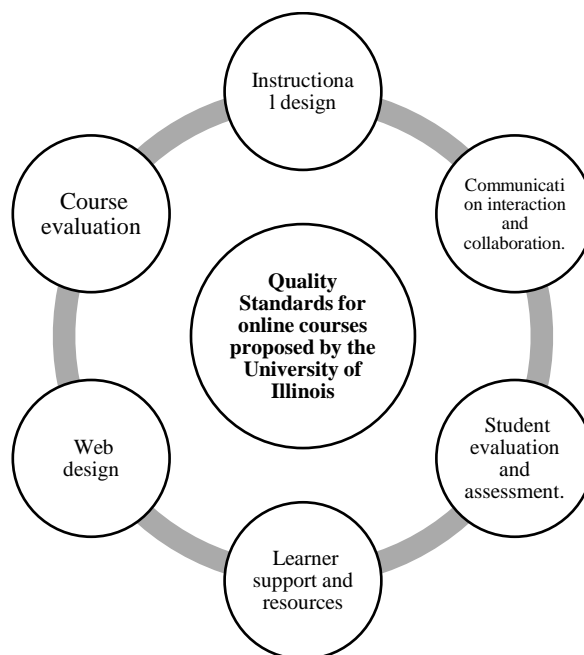 Instructiona
l design
Communicati
on interaction
and
collaboration.
Student
evaluation
and
assessment.
Learner
support and
resources
Web
design
Course
evaluation
Quality
Standards for
online courses
proposed by the
University of
Illinois